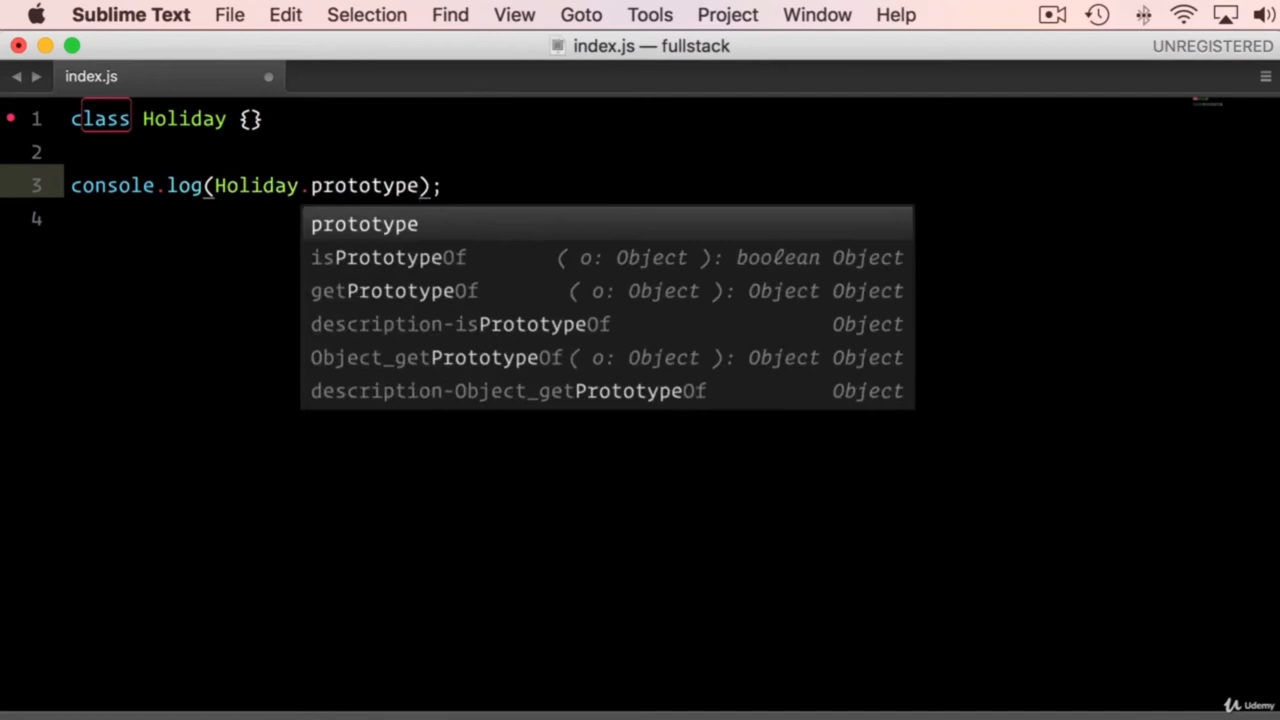 Sublime Text File Edit Selection Find View Goto Tools Project Window Help
index.js — fullstack UNREGISTERED
index.js
1 class Holiday {}
2
3 console.log(Holiday.prototype);
4
prototype
isPrototypeOf ( o: Object ): boolean Object
getPrototypeOf ( o: Object ): Object Object
description-isPrototypeOf Object
Object_getPrototypeOf( o: Object ): Object Object
description-Object_getPrototypeOf Object
Udemy